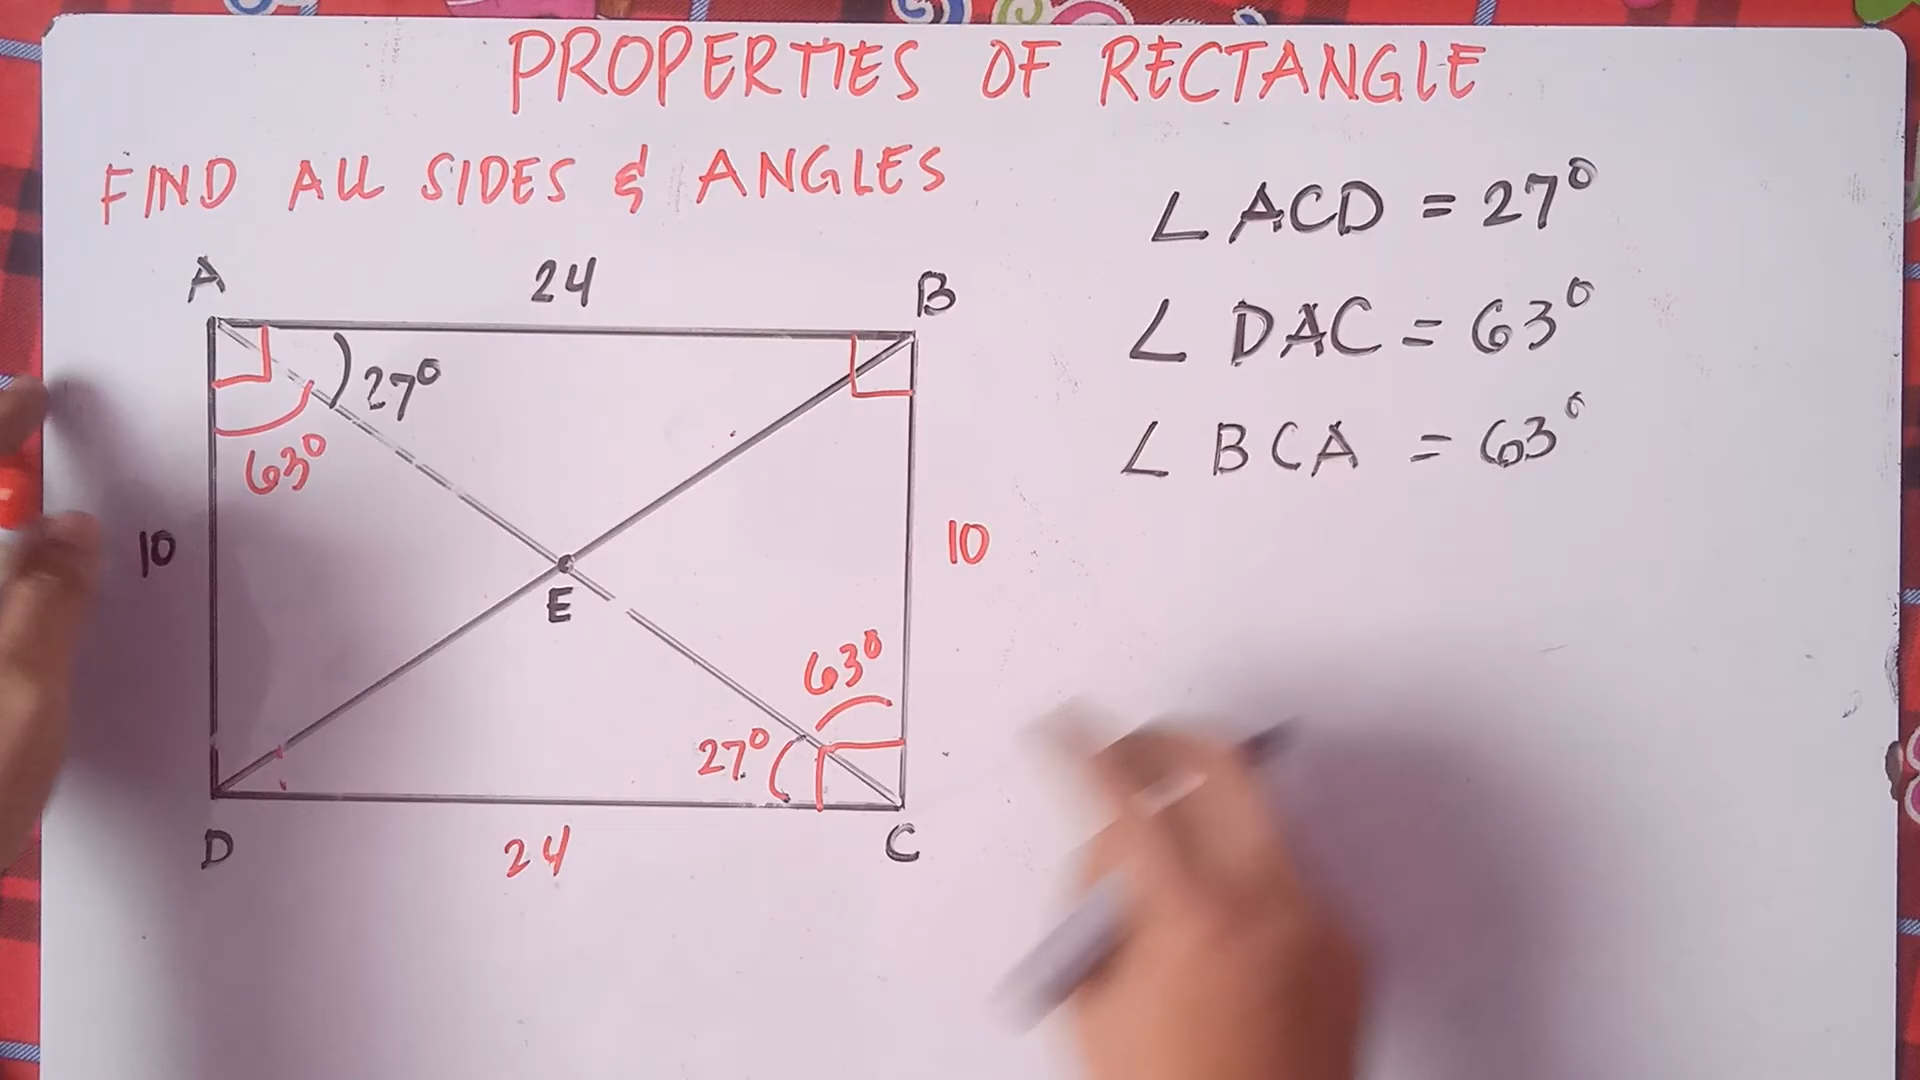 PROPERTIES OF RECTANGLE
FIND ALL SIDES & ANGLES
∠ ACD = 27°
∠ DAC = 63°
∠ BCA = 63°
A
24
B
27°
63°
10
10
E
63°
27°
D
24
C